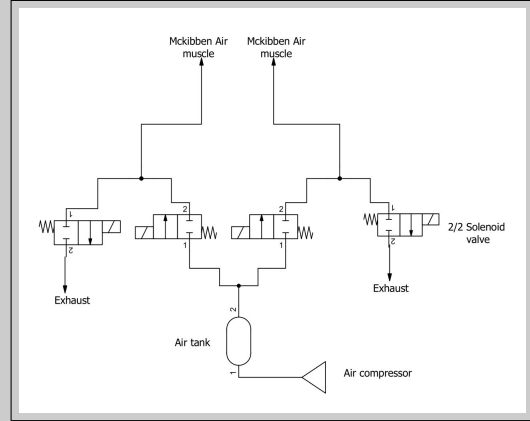 Mckibben Air
muscle
Mckibben Air
muscle
1
2
2
1
2
1
1
2
2/2 Solenoid
valve
Exhaust
Exhaust
2
Air tank
1
Air compressor